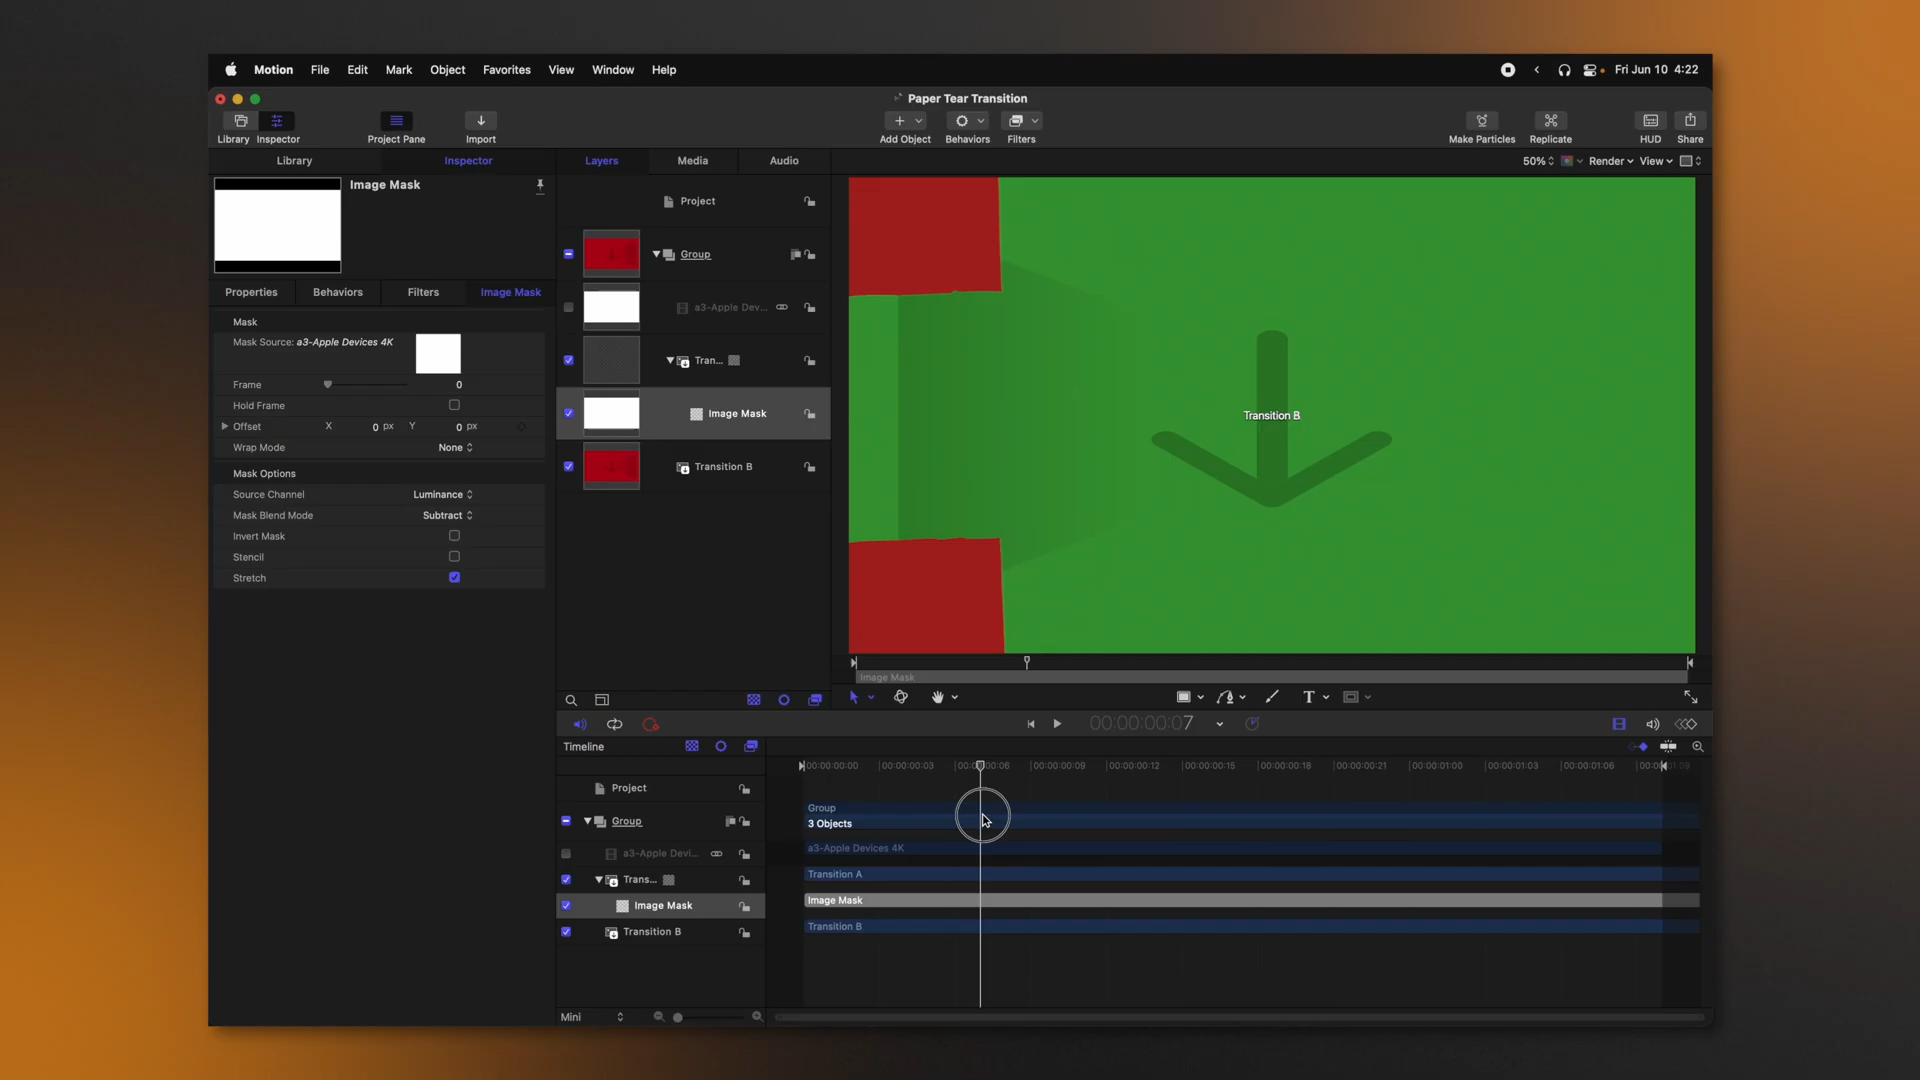 Motion File Edit Mark Object Favorites View Window Help Fri Jun 10 4:22
Paper Tear Transition
Library Inspector Project Pane Import Add Object Behaviors Filters Make Particles Replicate HUD Share
Library Inspector Layers Media Audio 50% Render View
Image Mask
Properties Behaviors Filters Image Mask
Mask
Mask Source: a3-Apple Devices 4K
Frame 0
Hold Frame
Offset X 0 px Y 0 px
Wrap Mode None
Mask Options
Source Channel Luminance
Mask Blend Mode Subtract
Invert Mask
Stencil
Stretch
Project
Group
a3-Apple Dev...
Tran...
Image Mask
Transition B
Transition B
Image Mask
00:00:00:07
Timeline
00:00:00:00 00:00:00:03 00:00:00:09 00:00:00:12 00:00:00:15 00:00:00:18 00:00:00:21 00:00:01:00 00:00:01:03 00:00:01:06
Project
Group
a3-Apple Devi...
Trans...
Image Mask
Transition B
Group
3 Objects
a3-Apple Devices 4K
Transition A
Image Mask
Transition B
Mini